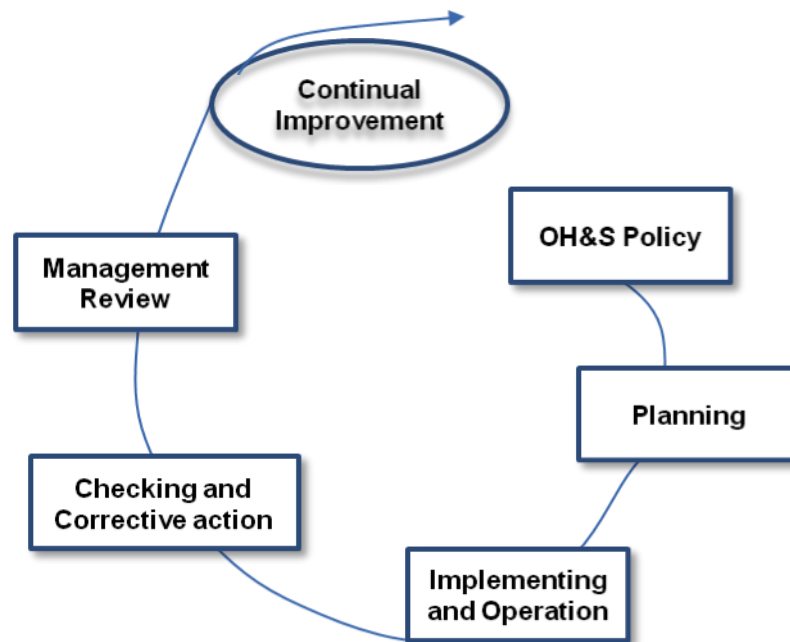 Continual
Improvement
OH&S Policy
Management
Review
Planning
Checking and
Corrective action
Implementing
and Operation